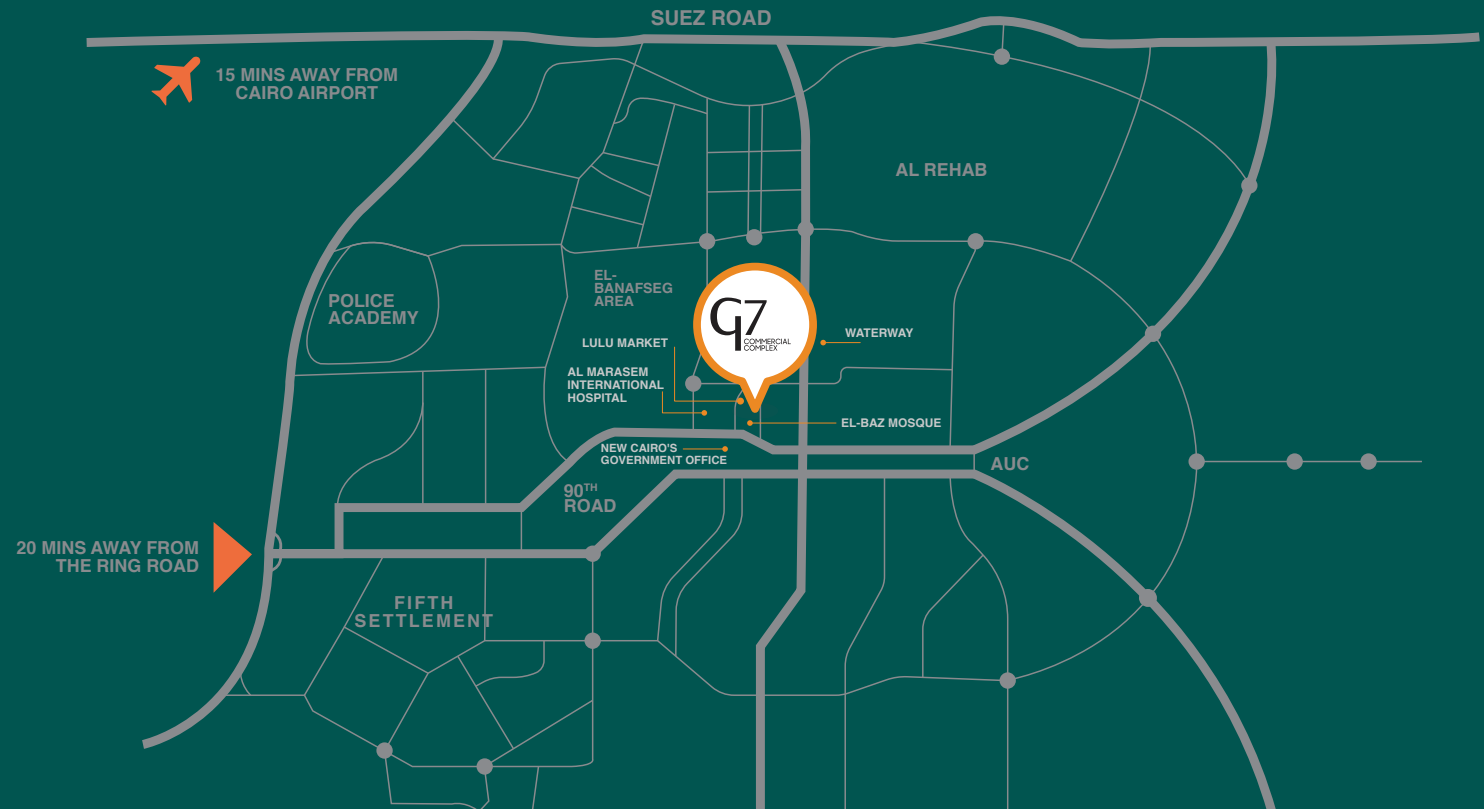 SUEZ ROAD
15 MINS AWAY FROM
CAIRO AIRPORT
AL REHAB
EL-
BANAFSEG
AREA
POLICE
ACADEMY
G7
COMMERCIAL
COMPLEX
WATERWAY
LULU MARKET
AL MARASEM
INTERNATIONAL
HOSPITAL
EL-BAZ MOSQUE
NEW CAIRO'S
GOVERNMENT OFFICE
AUC
90TH
ROAD
20 MINS AWAY FROM
THE RING ROAD
FIFTH
SETTLEMENT